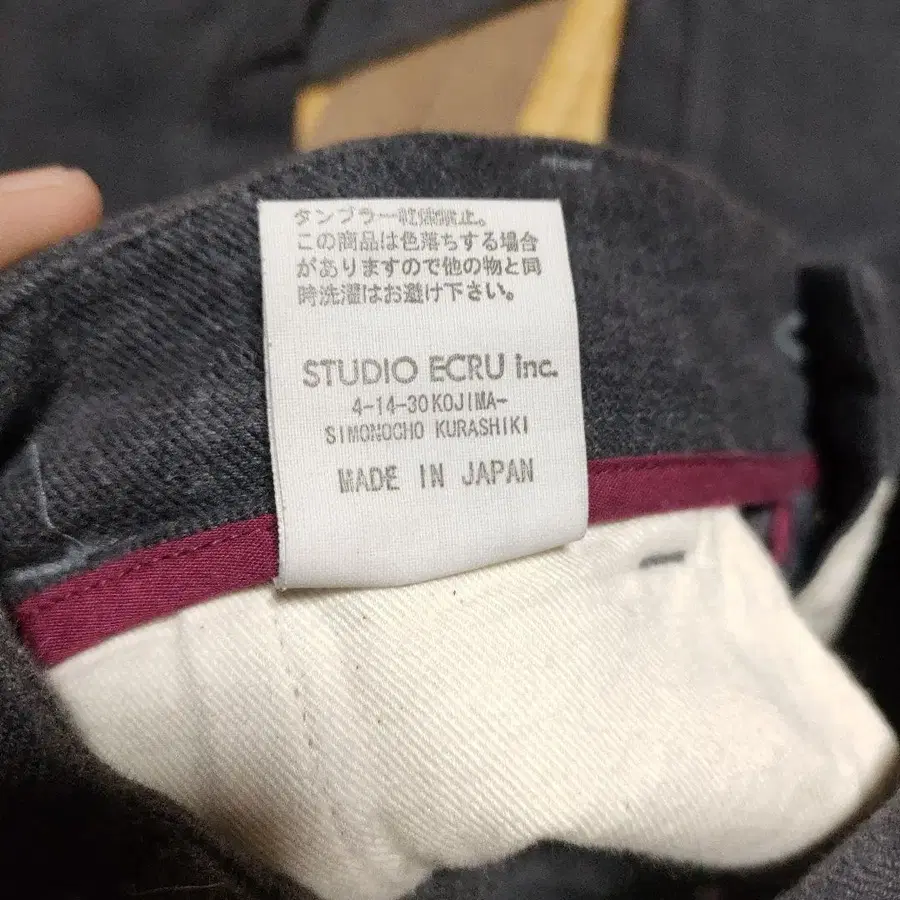 タンブラー乾燥禁止。
この商品は色落ちする場合
がありますので他の物と同
時洗濯はお避け下さい。
STUDIO ECRU inc.
4-14-30 KOJIMA-
SIMONOCHO KURASHIKI
MADE IN JAPAN